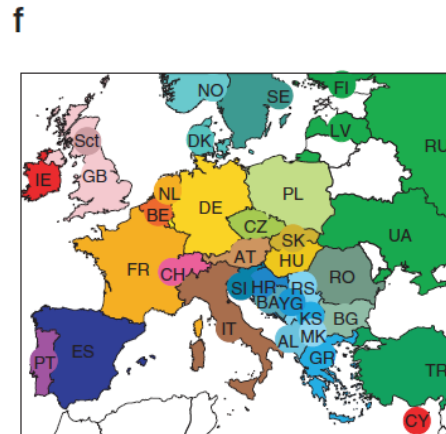 f
NO
SE
FI
Sct
DK
LV
RU
IE
GB
NL
BE
DE
PL
CZ
SK
UA
FR
CH
AT
HU
SI
HR
RS
RO
BA
YG
BG
PT
ES
IT
KS
AL
MK
GR
TR
CY